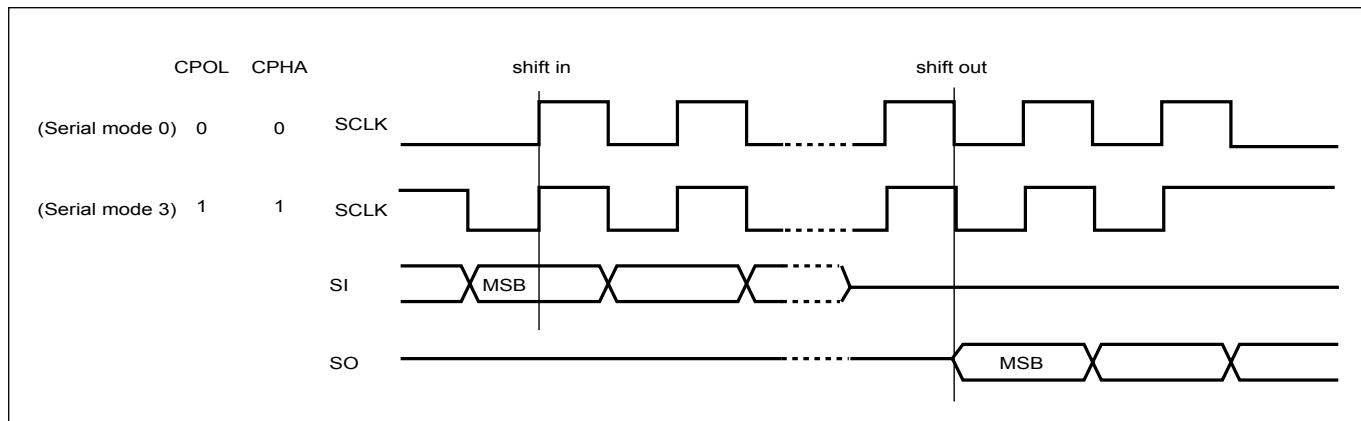 CPOL CPHA shift in shift out
(Serial mode 0) 0 0 SCLK
(Serial mode 3) 1 1 SCLK
SI MSB
SO MSB